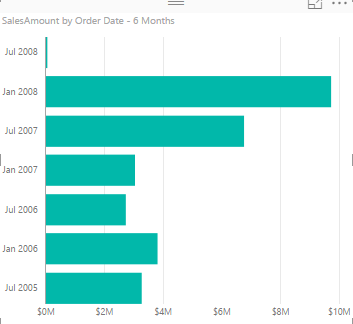 SalesAmount by Order Date - 6 Months
Jul 2008
Jan 2008
Jul 2007
Jan 2007
Jul 2006
Jan 2006
Jul 2005
$0M $2M $4M $6M $8M $10M